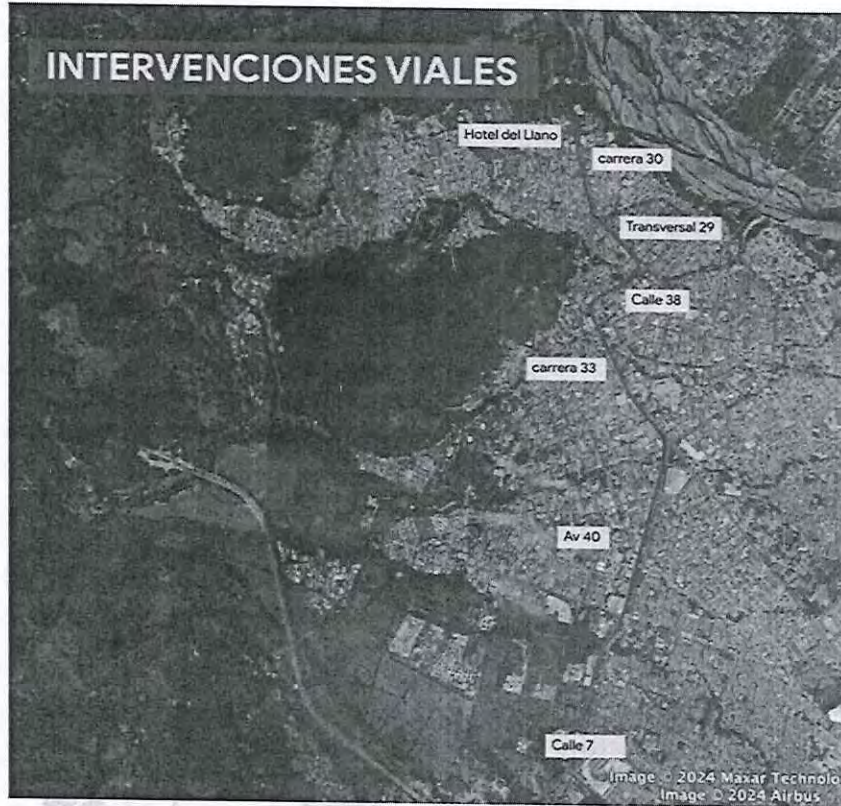 INTERVENCIONES VIALES
Hotel del Llano
carrera 30
Transversal 29
Calle 38
carrera 33
Av 40
Calle 7
Image © 2024 Maxar Technolo
Image © 2024 Airbus